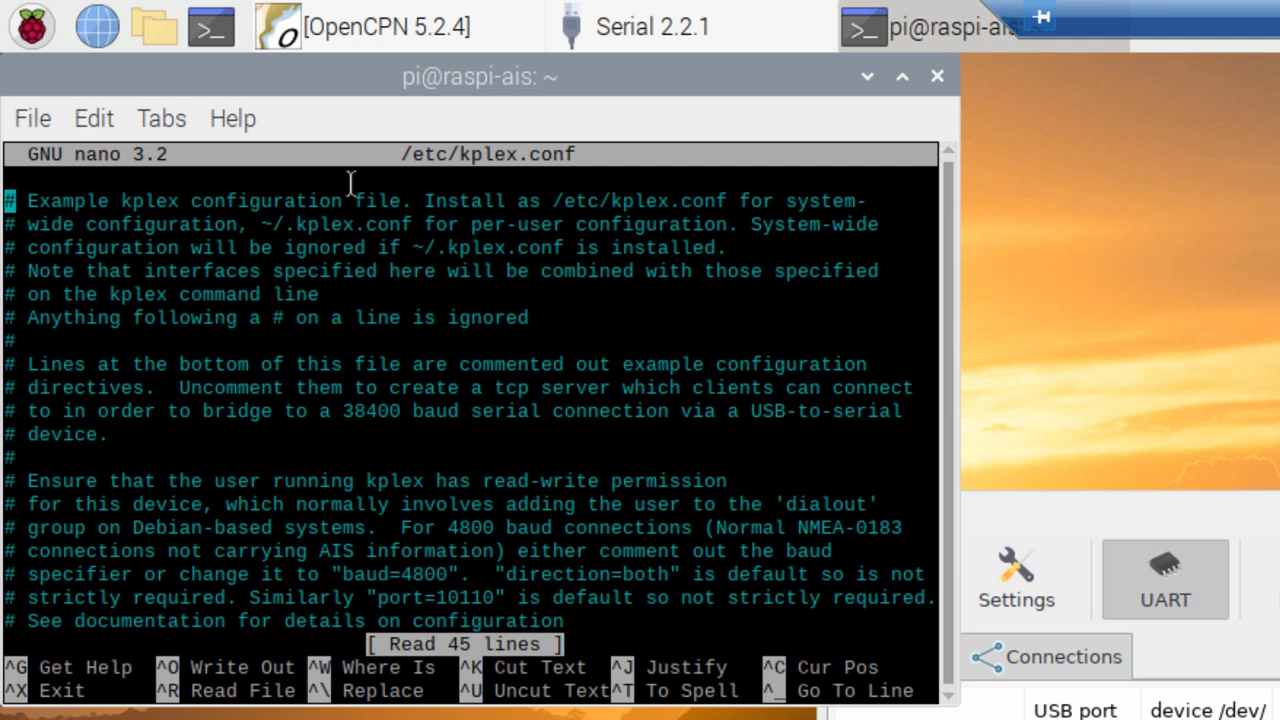 [OpenCPN 5.2.4]
Serial 2.2.1
pi@raspi-ais:
pi@raspi-ais: ~
File Edit Tabs Help
GNU nano 3.2 /etc/kplex.conf
# Example kplex configuration file. Install as /etc/kplex.conf for system-
# wide configuration, ~/.kplex.conf for per-user configuration. System-wide
# configuration will be ignored if ~/.kplex.conf is installed.
# Note that interfaces specified here will be combined with those specified
# on the kplex command line
# Anything following a # on a line is ignored
#
# Lines at the bottom of this file are commented out example configuration
# directives.  Uncomment them to create a tcp server which clients can connect
# to in order to bridge to a 38400 baud serial connection via a USB-to-serial
# device.
#
# Ensure that the user running kplex has read-write permission
# for this device, which normally involves adding the user to the 'dialout'
# group on Debian-based systems.  For 4800 baud connections (Normal NMEA-0183
# connections not carrying AIS information) either comment out the baud
# specifier or change it to "baud=4800".  "direction=both" is default so is not
# strictly required. Similarly "port=10110" is default so not strictly required.
# See documentation for details on configuration
[ Read 45 lines ]
^G Get Help ^O Write Out ^W Where Is ^K Cut Text ^J Justify ^C Cur Pos
^X Exit ^R Read File ^\ Replace ^U Uncut Text ^T To Spell ^_ Go To Line
Settings
UART
Connections
USB port
device /dev/